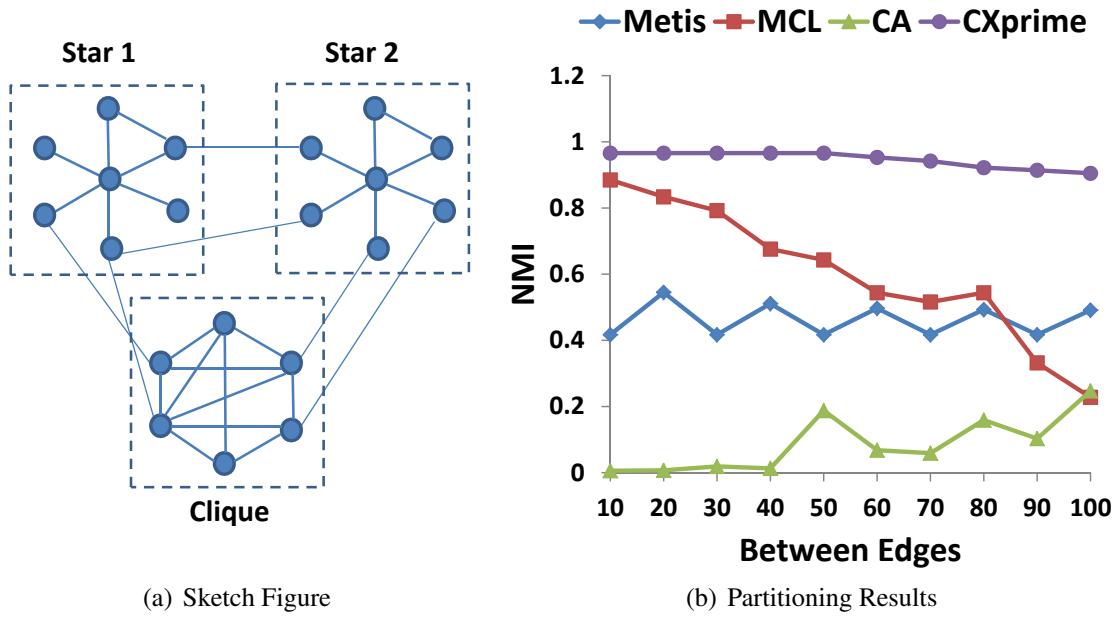 Star 1
Star 2
Clique
(a) Sketch Figure
Metis MCL CA CXprime
1.2
1
0.8
0.6
0.4
0.2
0
NMI
10 20 30 40 50 60 70 80 90 100
Between Edges
(b) Partitioning Results